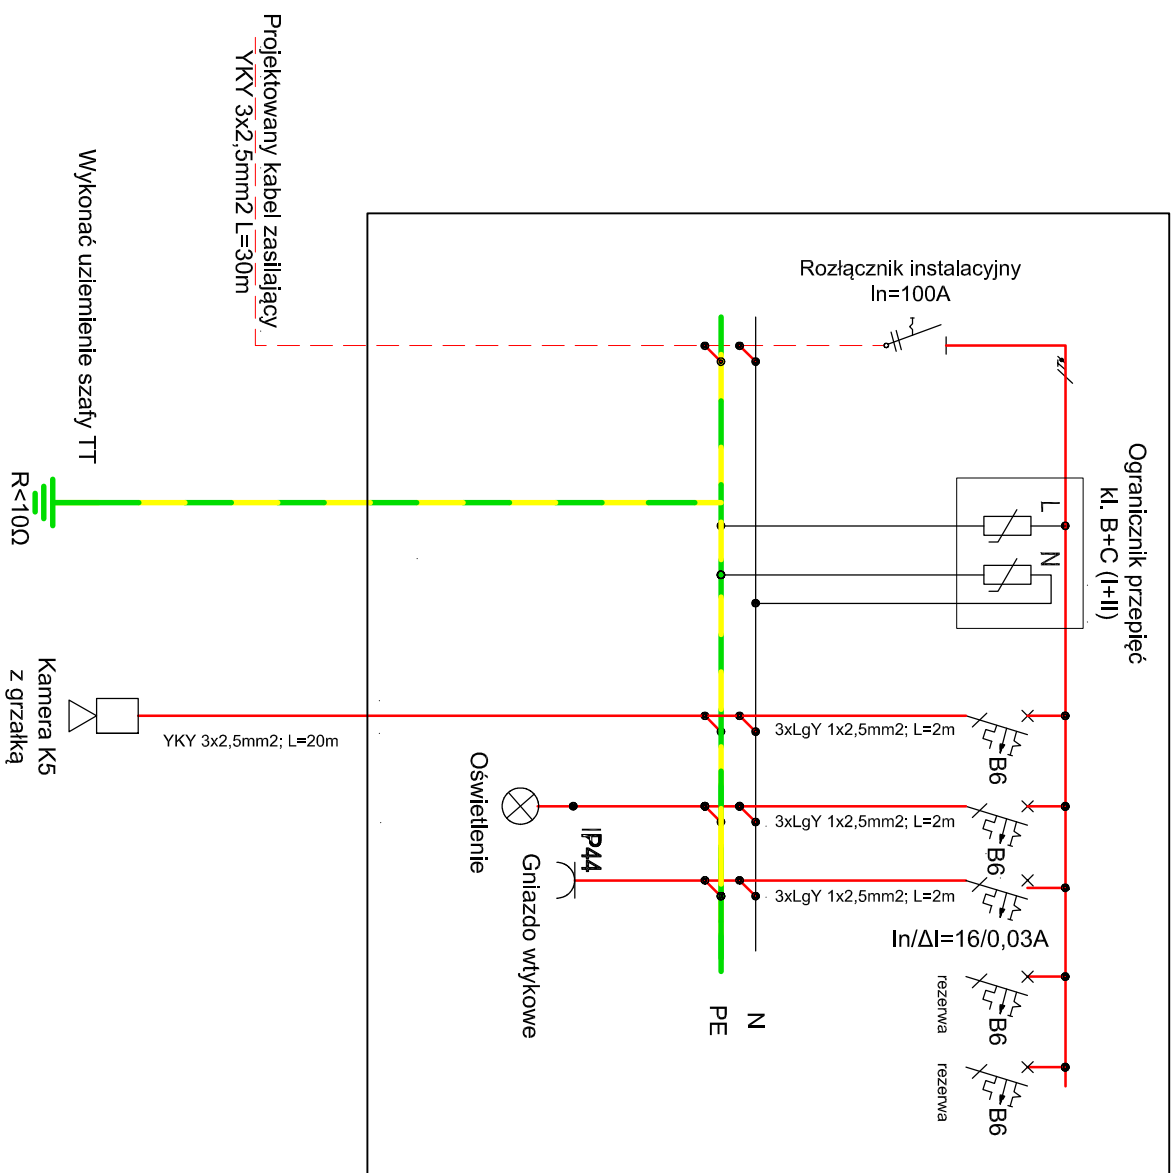 Projektowany kabel zasilający
YKY 3x2,5mm2 L=30m
Wykonać uziemienie szafy TT
R<10Ω
Rozłącznik instalacyjny
In=100A
Ogranicznik przepięć
kl. B+C (I+II)
L
N
Kamera K5
z grzałką
YKY 3x2,5mm2; L=20m
3xLgY 1x2,5mm2; L=2m
B6
Oświetlenie
3xLgY 1x2,5mm2; L=2m
B6
IP44
Gniazdo wtykowe
3xLgY 1x2,5mm2; L=2m
In/ΔI=16/0,03A
rezerwa
B6
rezerwa
B6
N
PE